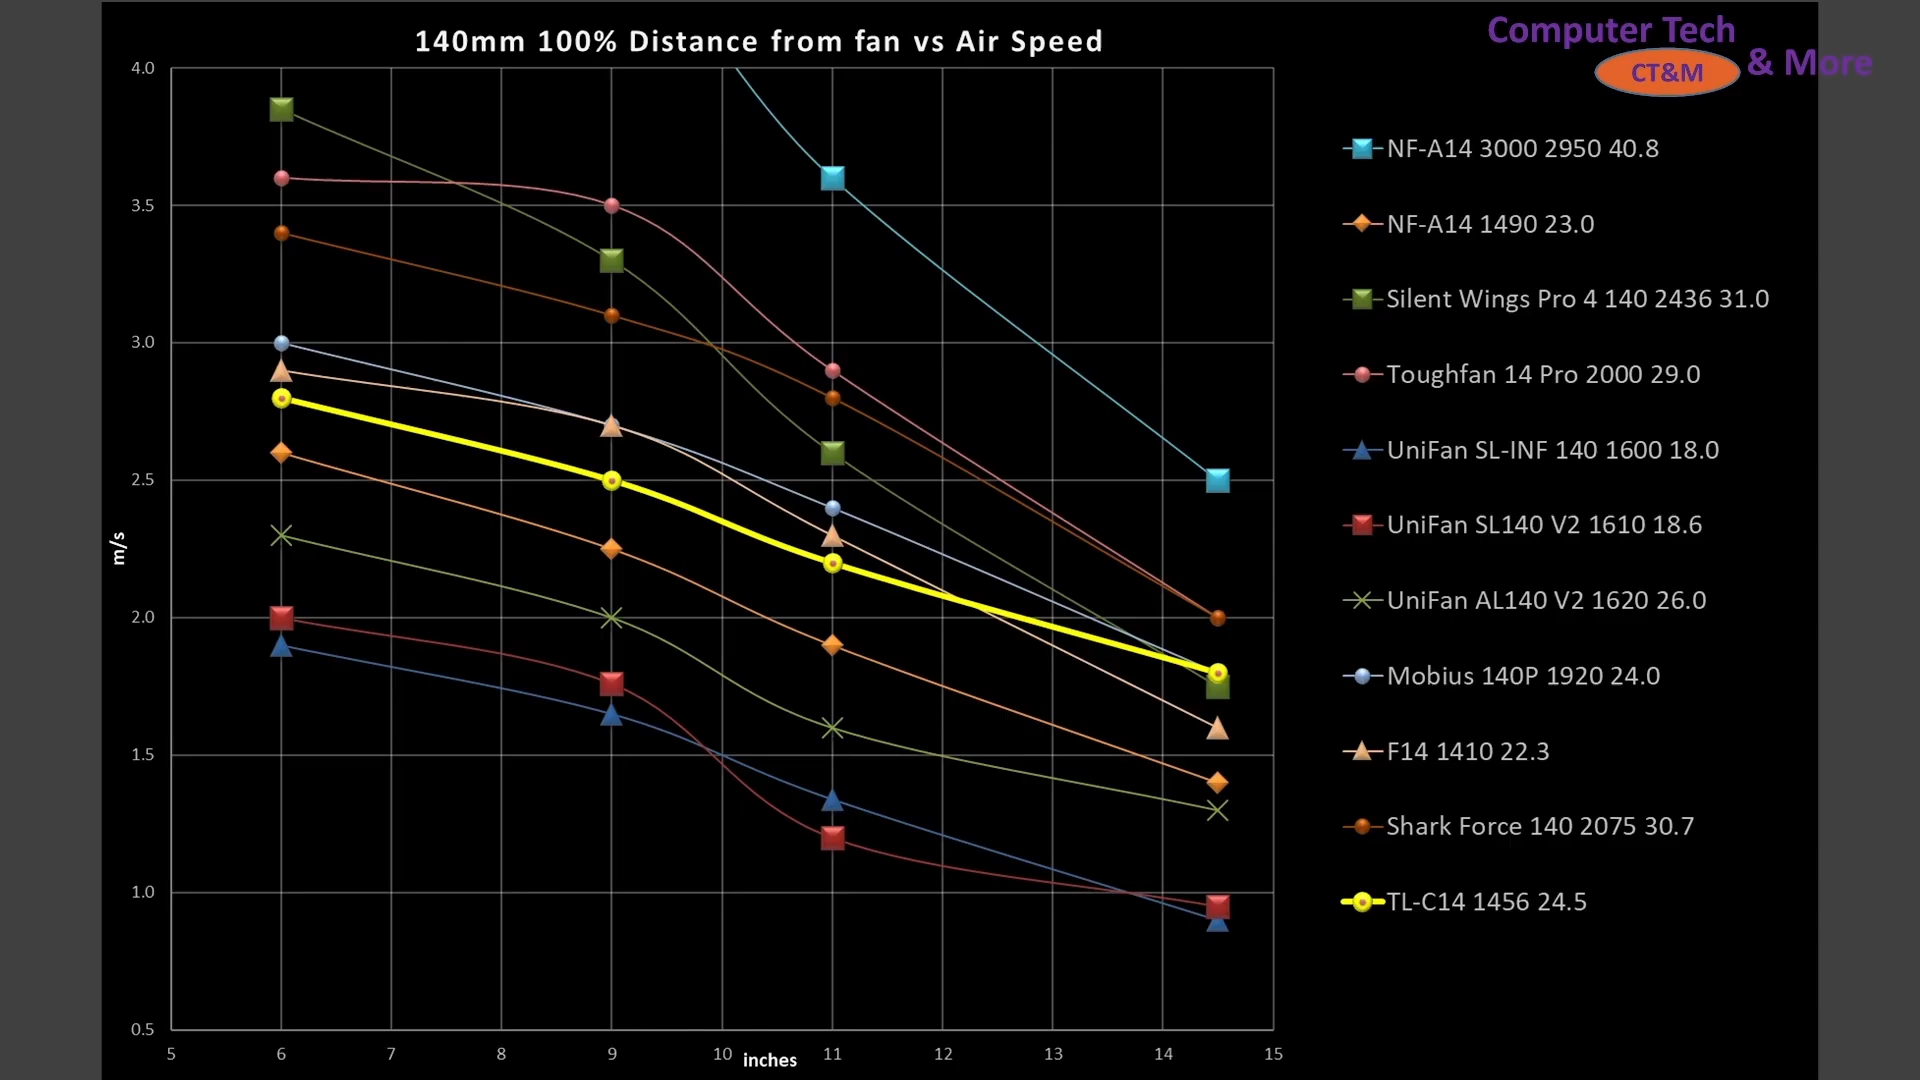 140mm 100% Distance from fan vs Air Speed
Computer Tech
CT&M
& More
4.0
3.5
3.0
2.5
2.0
1.5
1.0
0.5
m/s
5 6 7 8 9 10 11 12 13 14 15
inches
NF-A14 3000 2950 40.8
NF-A14 1490 23.0
Silent Wings Pro 4 140 2436 31.0
Toughfan 14 Pro 2000 29.0
UniFan SL-INF 140 1600 18.0
UniFan SL140 V2 1610 18.6
UniFan AL140 V2 1620 26.0
Mobius 140P 1920 24.0
F14 1410 22.3
Shark Force 140 2075 30.7
TL-C14 1456 24.5